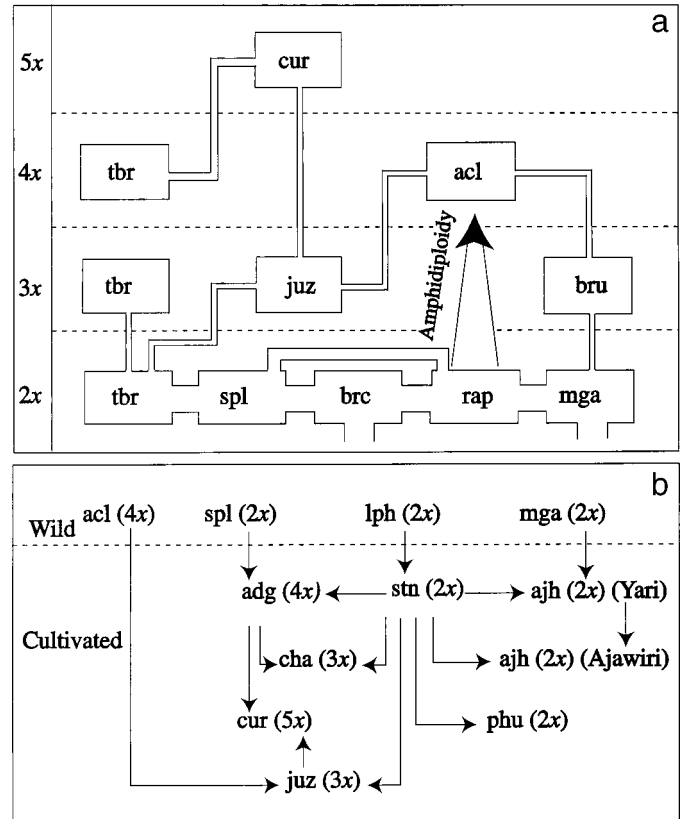 a
5x
cur
4x
tbr
acl
Amphidiploidy
3x
tbr
juz
bru
2x
tbr
spl
brc
rap
mga
b
Wild
acl (4x)
spl (2x)
lph (2x)
mga (2x)
Cultivated
adg (4x)
stn (2x)
ajh (2x) (Yari)
cha (3x)
ajh (2x) (Ajawiri)
cur (5x)
phu (2x)
juz (3x)